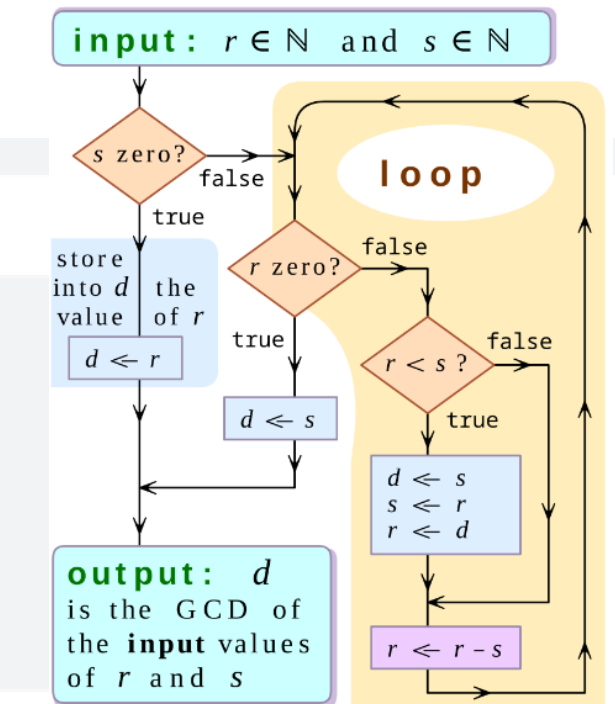 input: r ∈ ℕ and s ∈ ℕ
s zero?
false
true
loop
store
into d the
value of r
d ← r
r zero?
false
true
d ← s
r < s ?
false
true
d ← s
s ← r
r ← d
r ← r – s
output: d
is the GCD of
the input values
of r and s